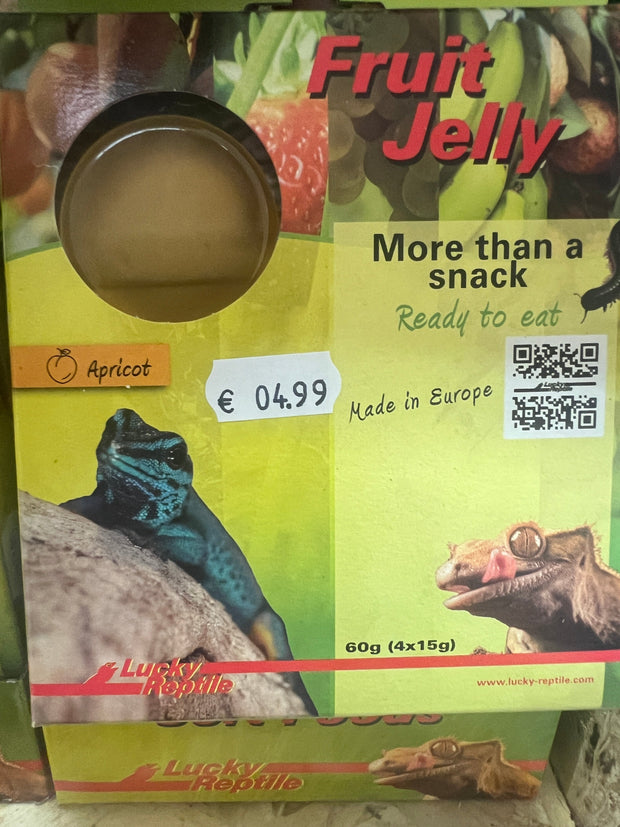 Fruit
Jelly
More than a
snack
Ready to eat
Apricot
€ 04.99
Made in Europe
60g (4x15g)
Lucky
Reptile
www.lucky-reptile.com
Lucky
Reptile